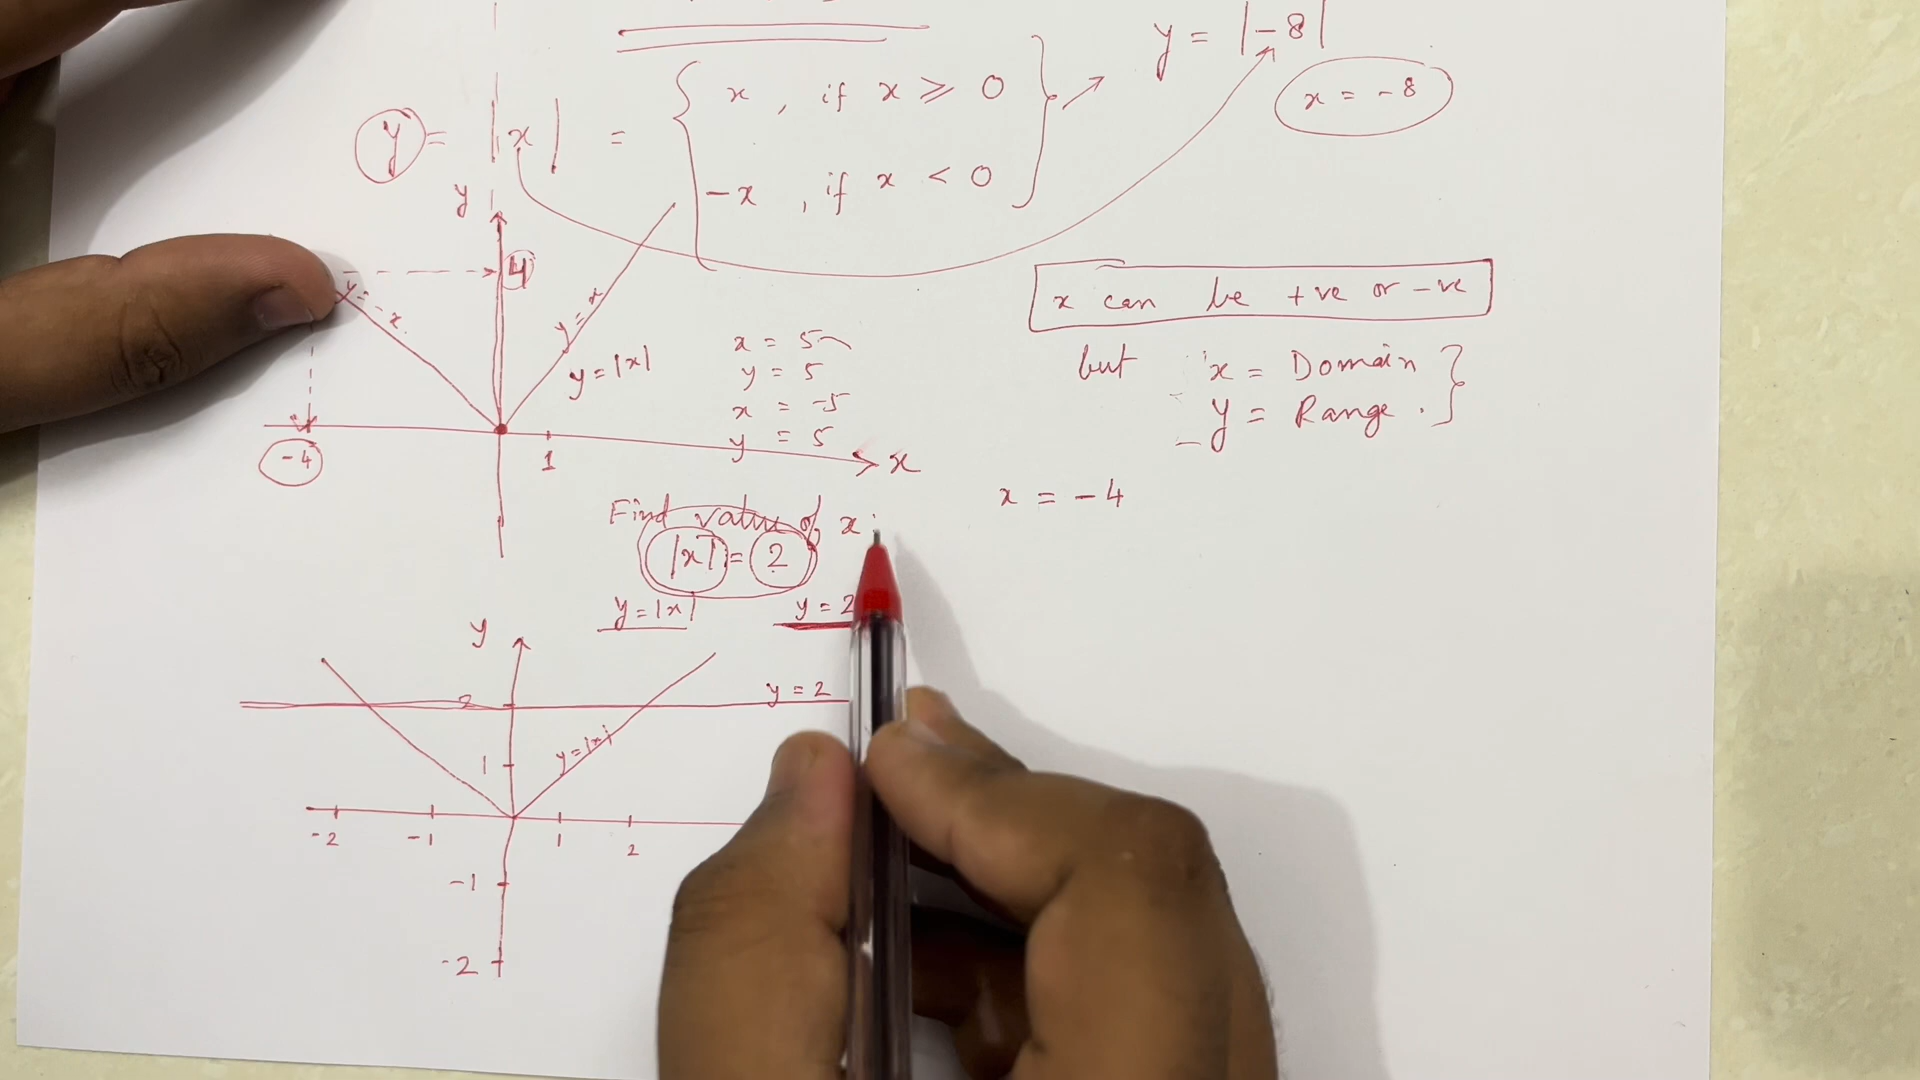 y = |-8|
x = -8
y = |x| = { x , if x ⩾ 0 }
-x , if x < 0
y
4
y = -x
y = x
y = |x|
x = 5
y = 5
x = -5
y = 5
-4
1
x
x can be +ve or -ve
but x = Domain
y = Range .
x = -4
Find value of x :
|x| = 2
y = |x| y = 2
y
2
y = 2
y = |x|
1
-2 -1 1 2
-1
-2